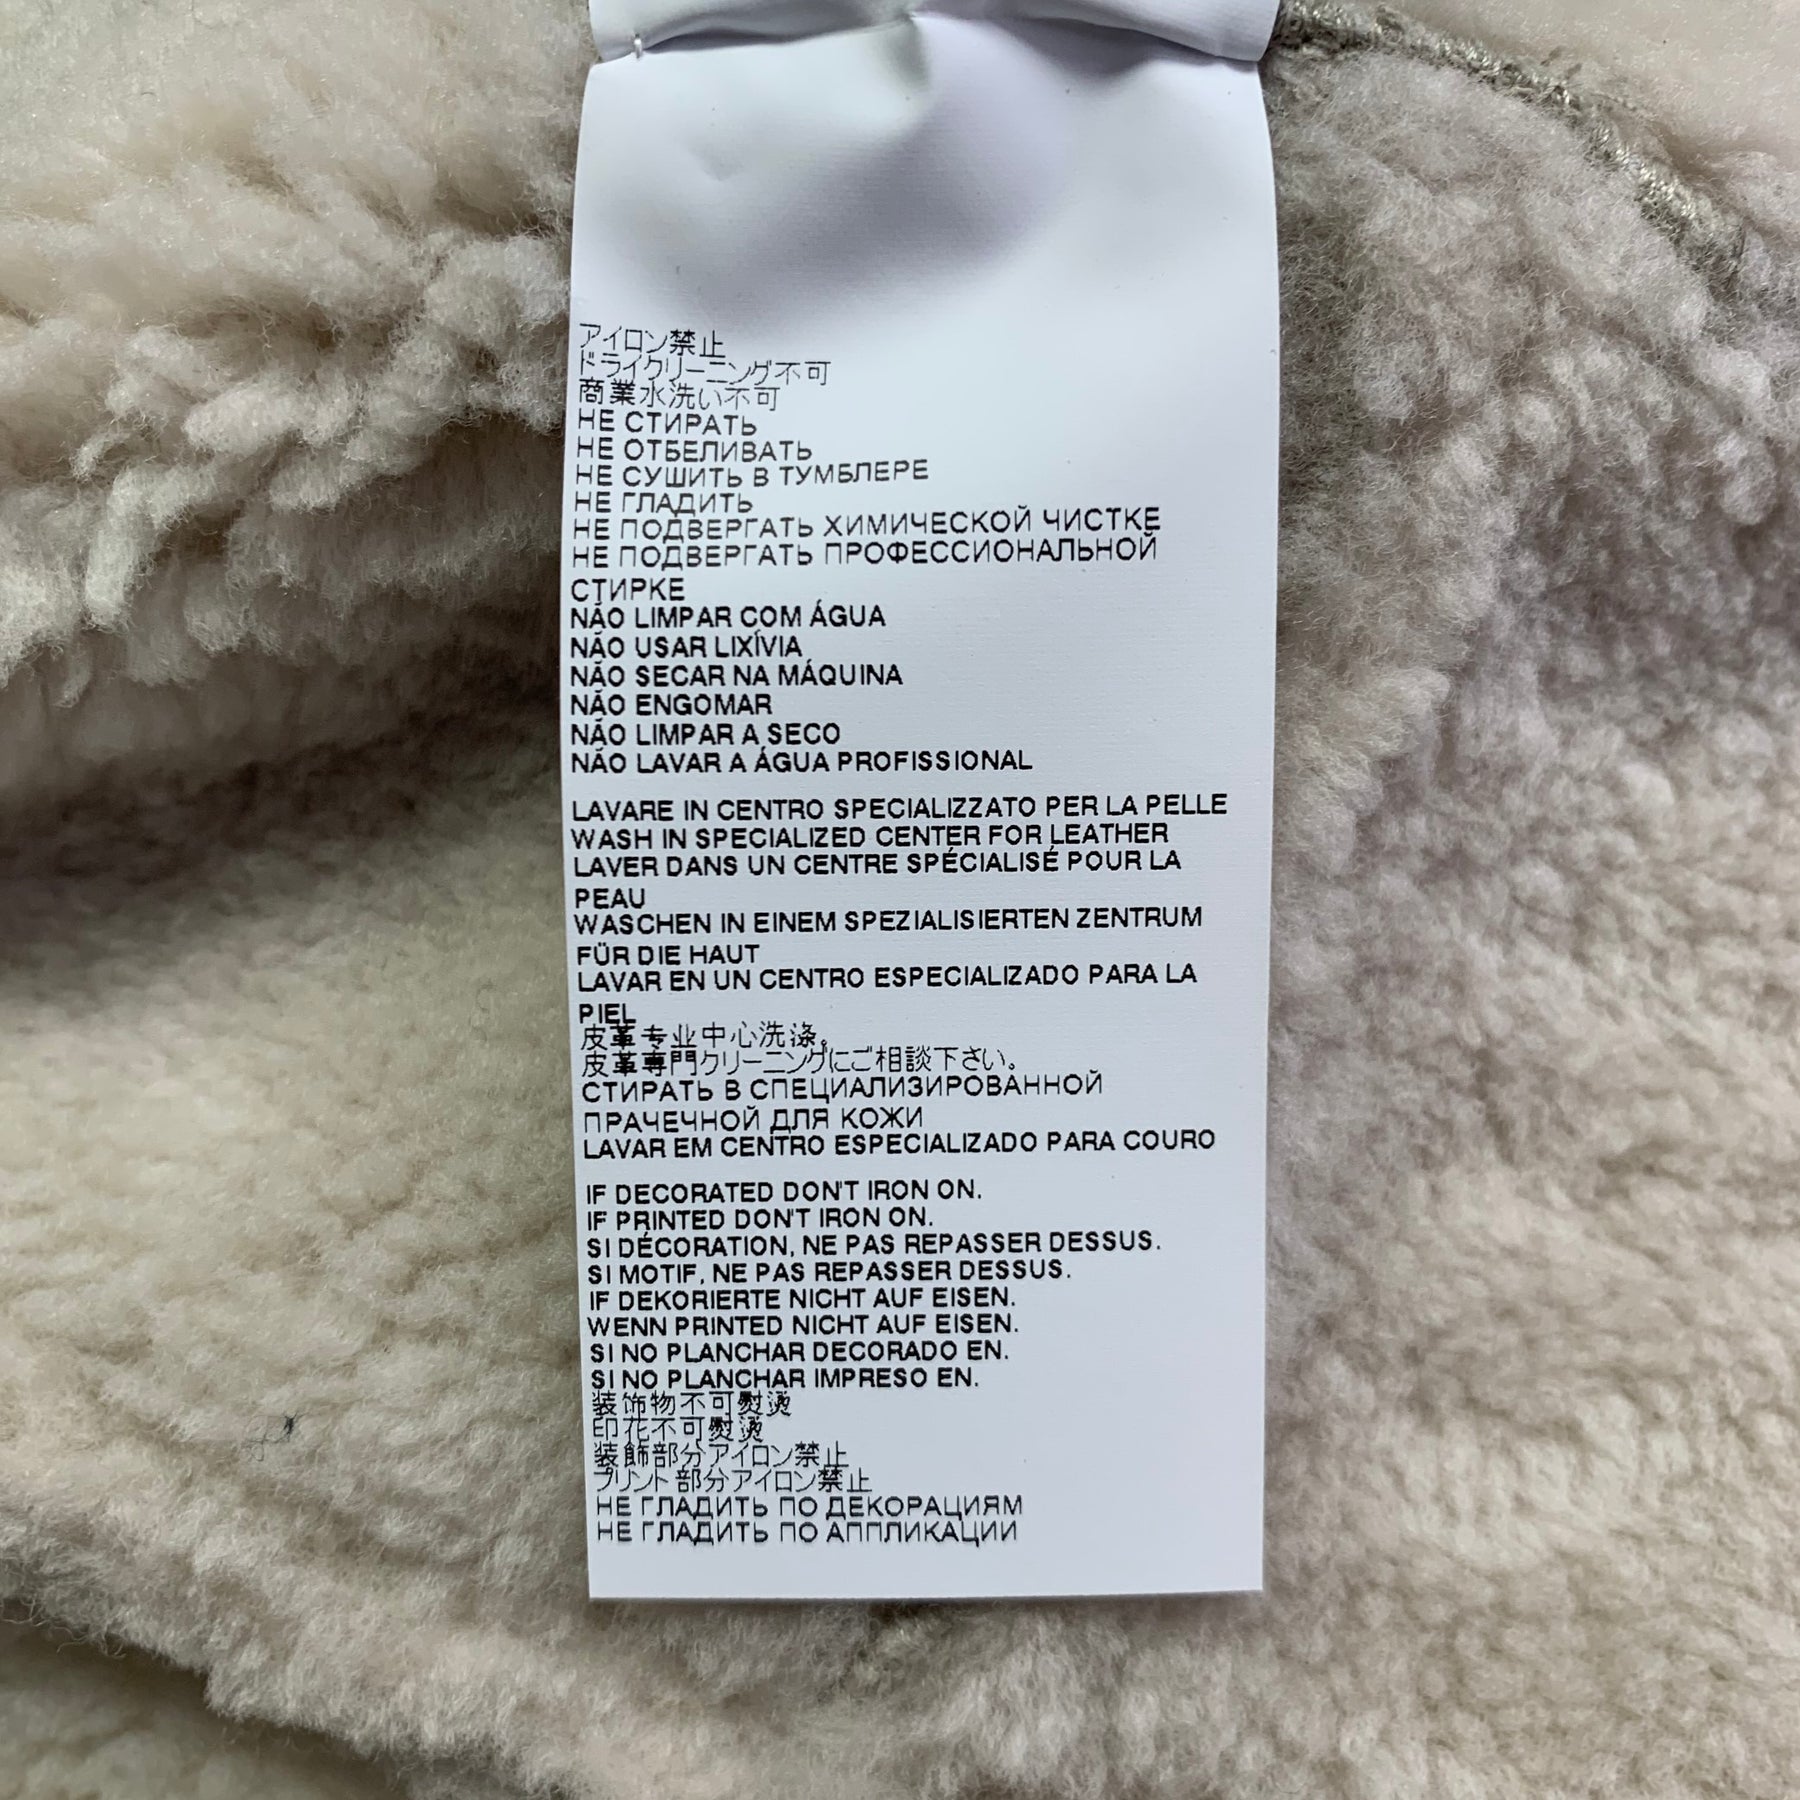 アイロン禁止
ドライクリーニング不可
商業水洗い不可
НЕ СТИРАТЬ
НЕ ОТБЕЛИВАТЬ
НЕ СУШИТЬ В ТУМБЛЕРЕ
НЕ ГЛАДИТЬ
НЕ ПОДВЕРГАТЬ ХИМИЧЕСКОЙ ЧИСТКЕ
НЕ ПОДВЕРГАТЬ ПРОФЕССИОНАЛЬНОЙ
СТИРКЕ
NÃO LIMPAR COM ÁGUA
NÃO USAR LIXÍVIA
NÃO SECAR NA MÁQUINA
NÃO ENGOMAR
NÃO LIMPAR A SECO
NÃO LAVAR A ÁGUA PROFISSIONAL
LAVARE IN CENTRO SPECIALIZZATO PER LA PELLE
WASH IN SPECIALIZED CENTER FOR LEATHER
LAVER DANS UN CENTRE SPÉCIALISÉ POUR LA
PEAU
WASCHEN IN EINEM SPEZIALISIERTEN ZENTRUM
FÜR DIE HAUT
LAVAR EN UN CENTRO ESPECIALIZADO PARA LA
PIEL
皮革专业中心洗涤。
皮革専門クリーニングにご相談下さい。
СТИРАТЬ В СПЕЦИАЛИЗИРОВАННОЙ
ПРАЧЕЧНОЙ ДЛЯ КОЖИ
LAVAR EM CENTRO ESPECIALIZADO PARA COURO
IF DECORATED DON'T IRON ON.
IF PRINTED DON'T IRON ON.
SI DÉCORATION, NE PAS REPASSER DESSUS.
SI MOTIF, NE PAS REPASSER DESSUS.
IF DEKORIERTE NICHT AUF EISEN.
WENN PRINTED NICHT AUF EISEN.
SI NO PLANCHAR DECORADO EN.
SI NO PLANCHAR IMPRESO EN.
装饰物不可熨烫
印花不可熨烫
装飾部分アイロン禁止
プリント部分アイロン禁止
НЕ ГЛАДИТЬ ПО ДЕКОРАЦИЯМ
НЕ ГЛАДИТЬ ПО АППЛИКАЦИИ